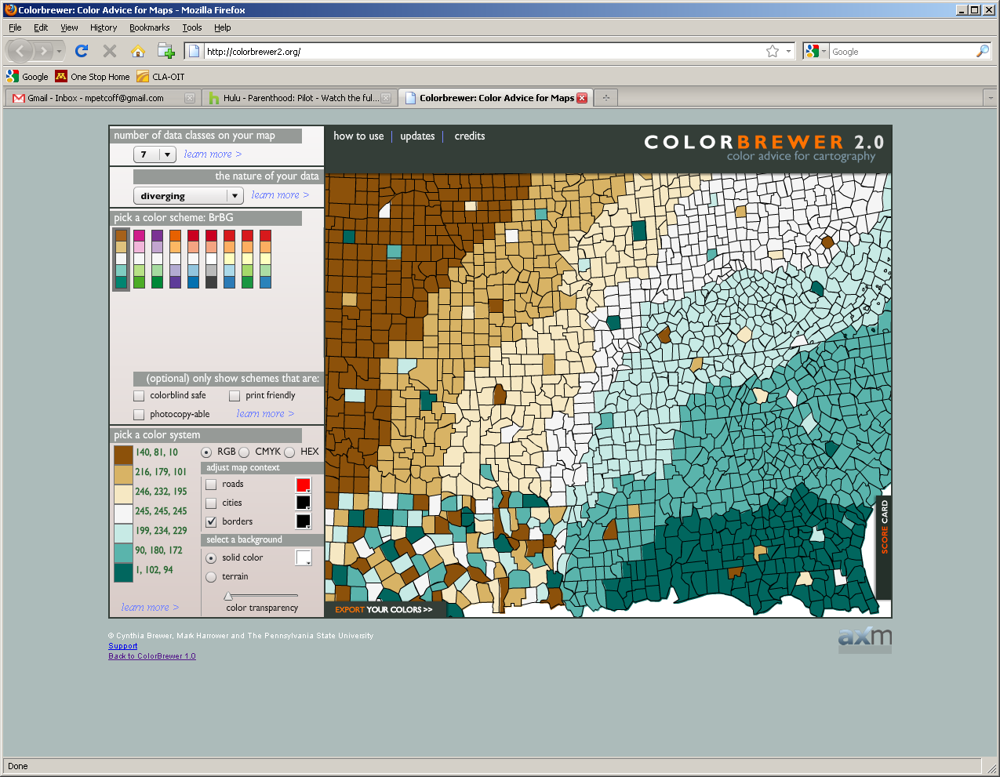 Colorbrewer: Color Advice for Maps - Mozilla Firefox
File Edit View History Bookmarks Tools Help
http://colorbrewer2.org/
Google
Google One Stop Home CLA-OIT
Gmail - Inbox - mpetcoff@gmail.com
Hulu - Parenthood: Pilot - Watch the ful...
Colorbrewer: Color Advice for Maps
number of data classes on your map
7 learn more >
the nature of your data
diverging learn more >
pick a color scheme: BrBG
(optional) only show schemes that are:
colorblind safe print friendly
photocopy-able learn more >
pick a color system
140, 81, 10
216, 179, 101
246, 232, 195
245, 245, 245
199, 234, 229
90, 180, 172
1, 102, 94
learn more >
RGB CMYK HEX
adjust map context
roads
cities
borders
select a background
solid color
terrain
color transparency
how to use updates credits
COLORBREWER 2.0
color advice for cartography
SCORE CARD
EXPORT YOUR COLORS >>
© Cynthia Brewer, Mark Harrower and The Pennsylvania State University
Support
Back to ColorBrewer 1.0
axm
Done